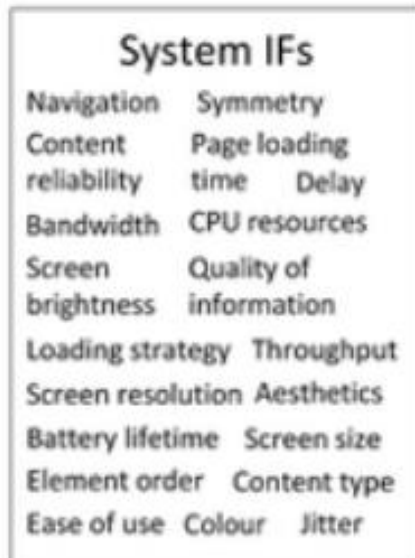 System IFs
Navigation Symmetry
Content Page loading
reliability time Delay
Bandwidth CPU resources
Screen Quality of
brightness information
Loading strategy Throughput
Screen resolution Aesthetics
Battery lifetime Screen size
Element order Content type
Ease of use Colour Jitter